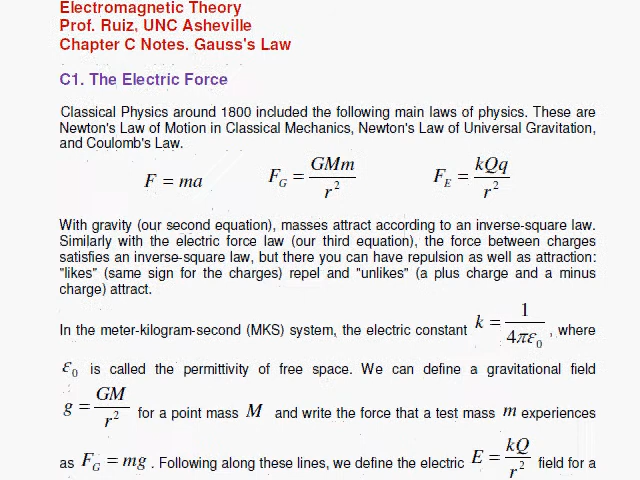 Electromagnetic Theory
Prof. Ruiz, UNC Asheville
Chapter C Notes. Gauss's Law
C1. The Electric Force
Classical Physics around 1800 included the following main laws of physics. These are
Newton's Law of Motion in Classical Mechanics, Newton's Law of Universal Gravitation,
and Coulomb's Law.
F = ma F_G = GMm/r^2 F_E = kQq/r^2
With gravity (our second equation), masses attract according to an inverse-square law.
Similarly with the electric force law (our third equation), the force between charges
satisfies an inverse-square law, but there you can have repulsion as well as attraction:
"likes" (same sign for the charges) repel and "unlikes" (a plus charge and a minus
charge) attract.
In the meter-kilogram-second (MKS) system, the electric constant k = 1/4πε_0 , where
ε_0 is called the permittivity of free space. We can define a gravitational field
g = GM/r^2 for a point mass M and write the force that a test mass m experiences
as F_G = mg . Following along these lines, we define the electric E = kQ/r^2 field for a